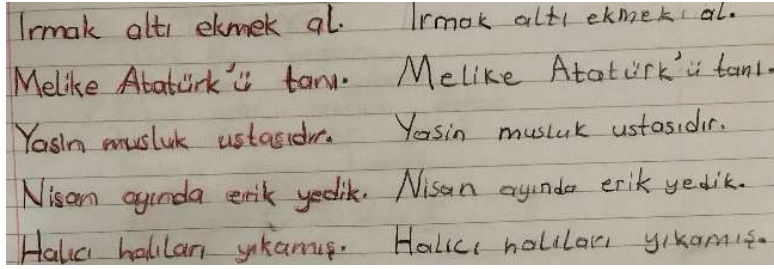 Irmak altı ekmek al. Irmak altı ekmek al.
Melike Atatürk'ü tanı. Melike Atatürk'ü tanı.
Yasin musluk ustasıdır. Yasin musluk ustasıdır.
Nisan ayında erik yedik. Nisan ayında erik yedik.
Halıcı halıları yıkamış. Halıcı halıları yıkamış.